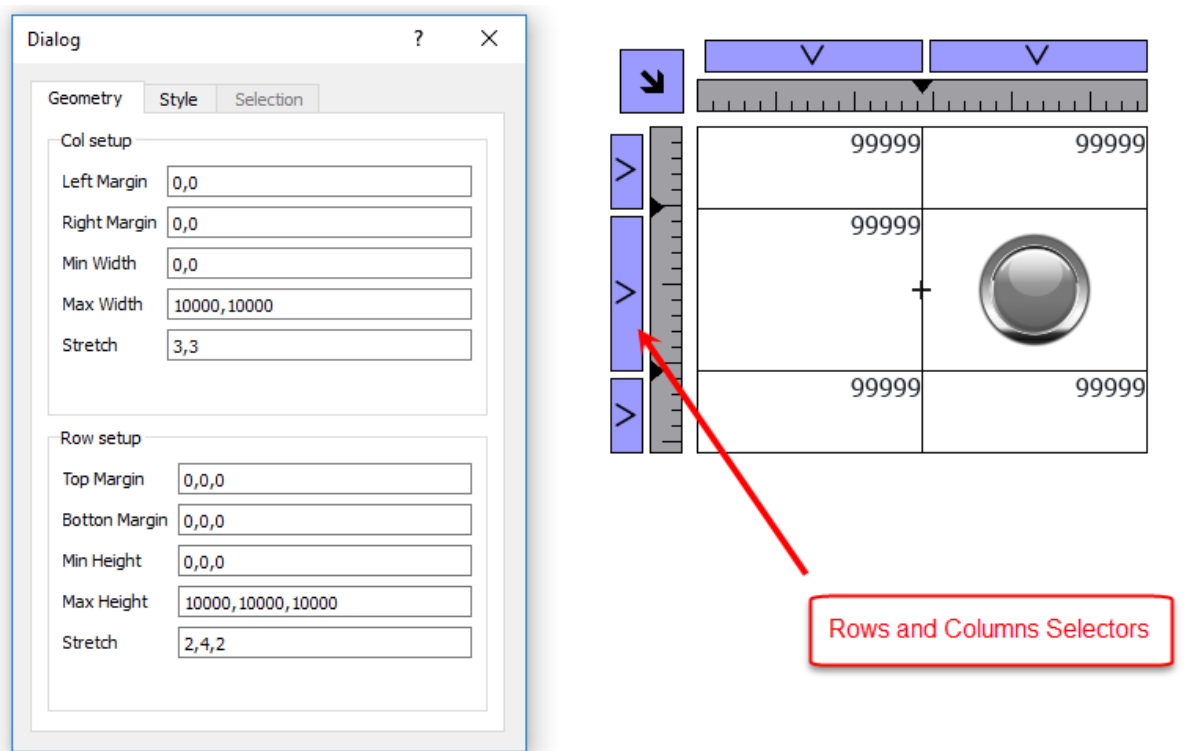 Dialog
?
Geometry Style Selection
Col setup
Left Margin 0,0
Right Margin 0,0
Min Width 0,0
Max Width 10000,10000
Stretch 3,3
Row setup
Top Margin 0,0,0
Botton Margin 0,0,0
Min Height 0,0,0
Max Height 10000,10000,10000
Stretch 2,4,2
99999 99999
99999
99999 99999
Rows and Columns Selectors